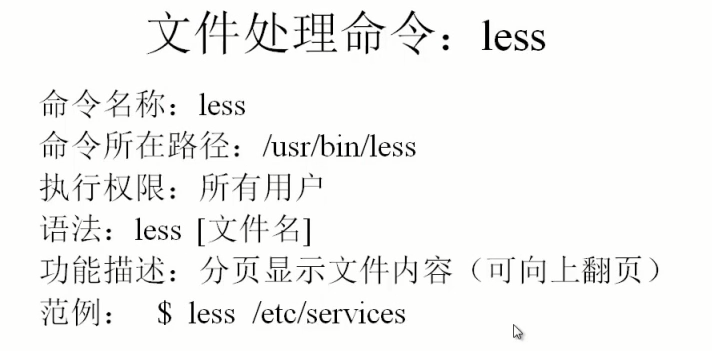 文件处理命令：less
命令名称：less
命令所在路径：/usr/bin/less
执行权限：所有用户
语法：less [文件名]
功能描述：分页显示文件内容（可向上翻页）
范例： $ less /etc/services